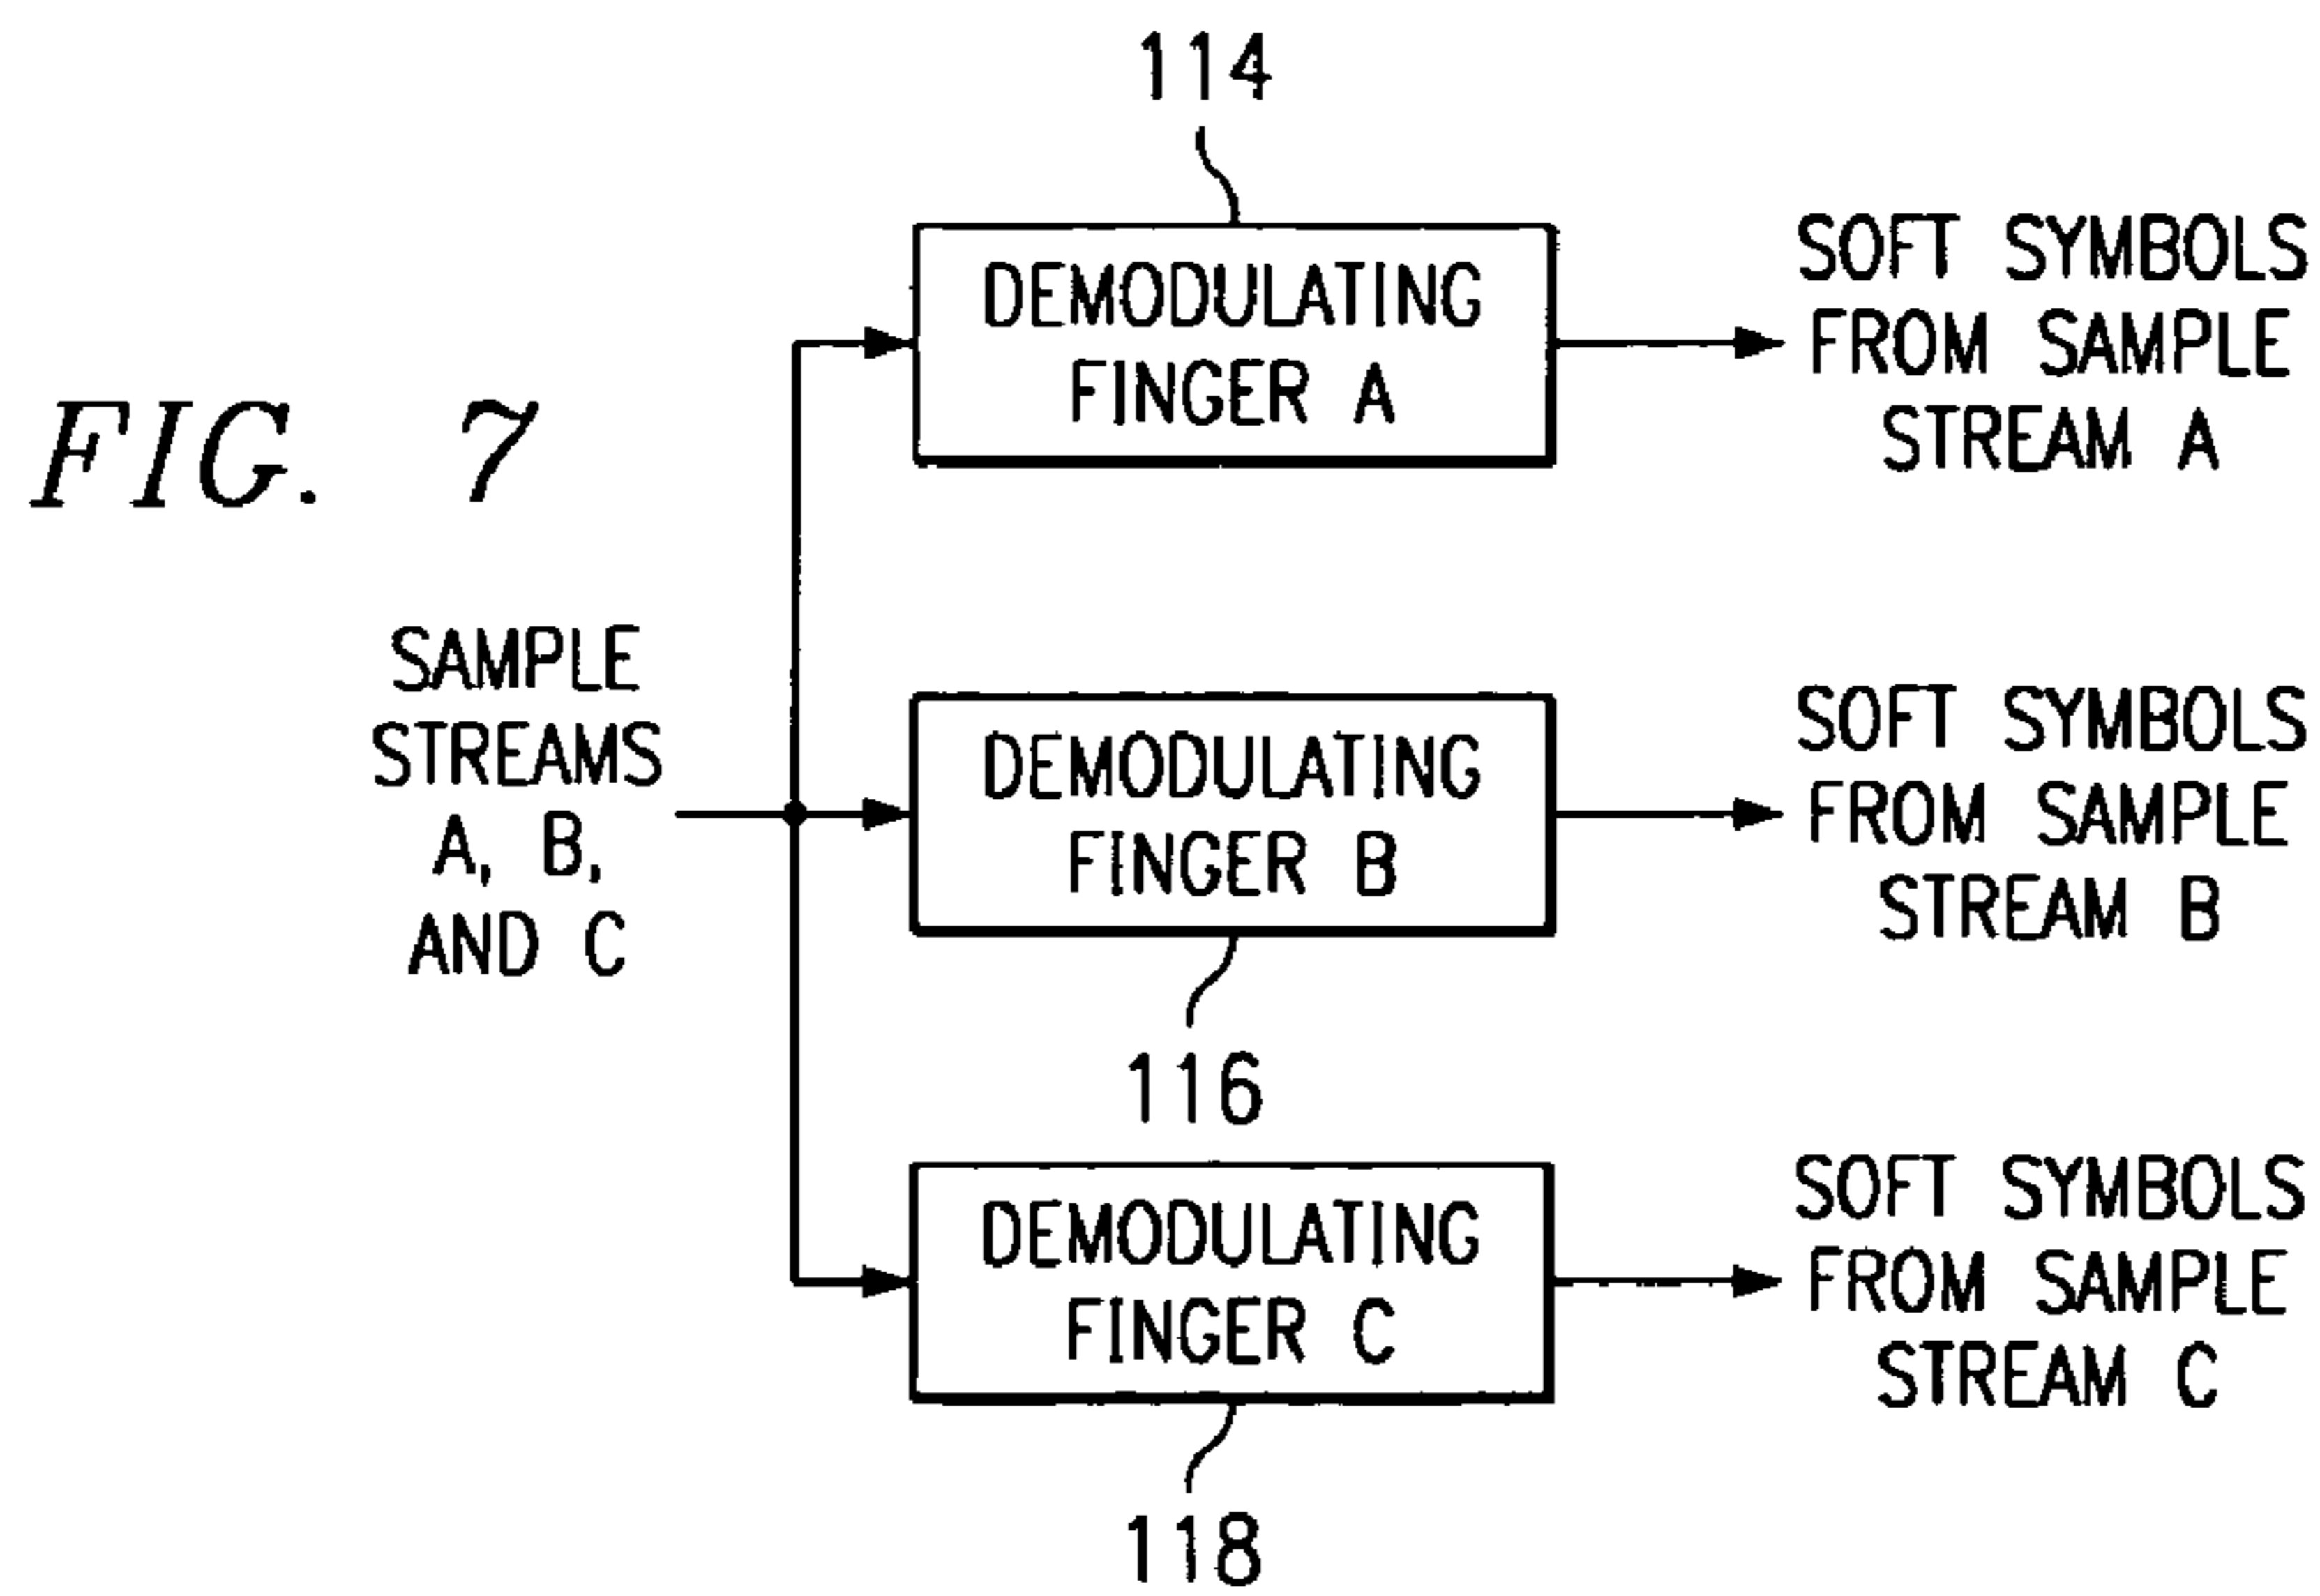 114
DEMODULATING
FINGER A
SOFT SYMBOLS
FROM SAMPLE
STREAM A
FIG. 7
SAMPLE
STREAMS
A, B,
AND C
DEMODULATING
FINGER B
SOFT SYMBOLS
FROM SAMPLE
STREAM B
116
DEMODULATING
FINGER C
SOFT SYMBOLS
FROM SAMPLE
STREAM C
118